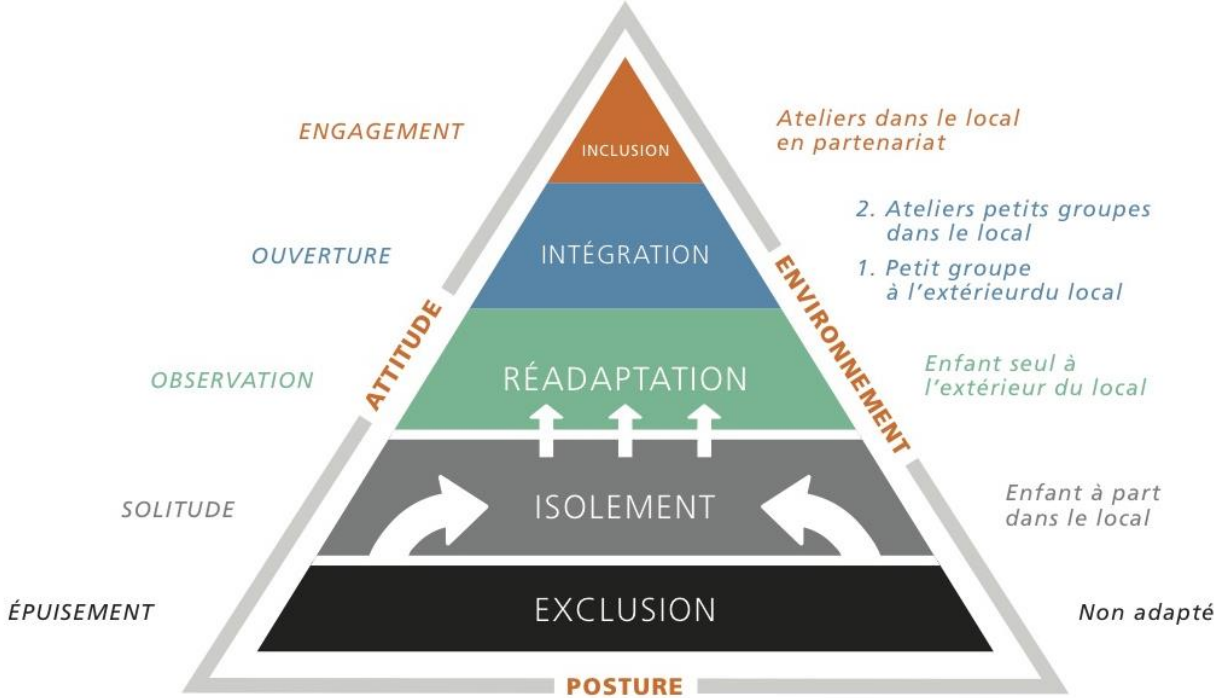 ENGAGEMENT
INCLUSION
Ateliers dans le local
en partenariat
OUVERTURE
INTÉGRATION
2. Ateliers petits groupes
dans le local
1. Petit groupe
à l'extérieurdu local
ATTITUDE
ENVIRONNEMENT
OBSERVATION
RÉADAPTATION
Enfant seul à
l'extérieur du local
SOLITUDE
ISOLEMENT
Enfant à part
dans le local
ÉPUISEMENT
EXCLUSION
Non adapté
POSTURE